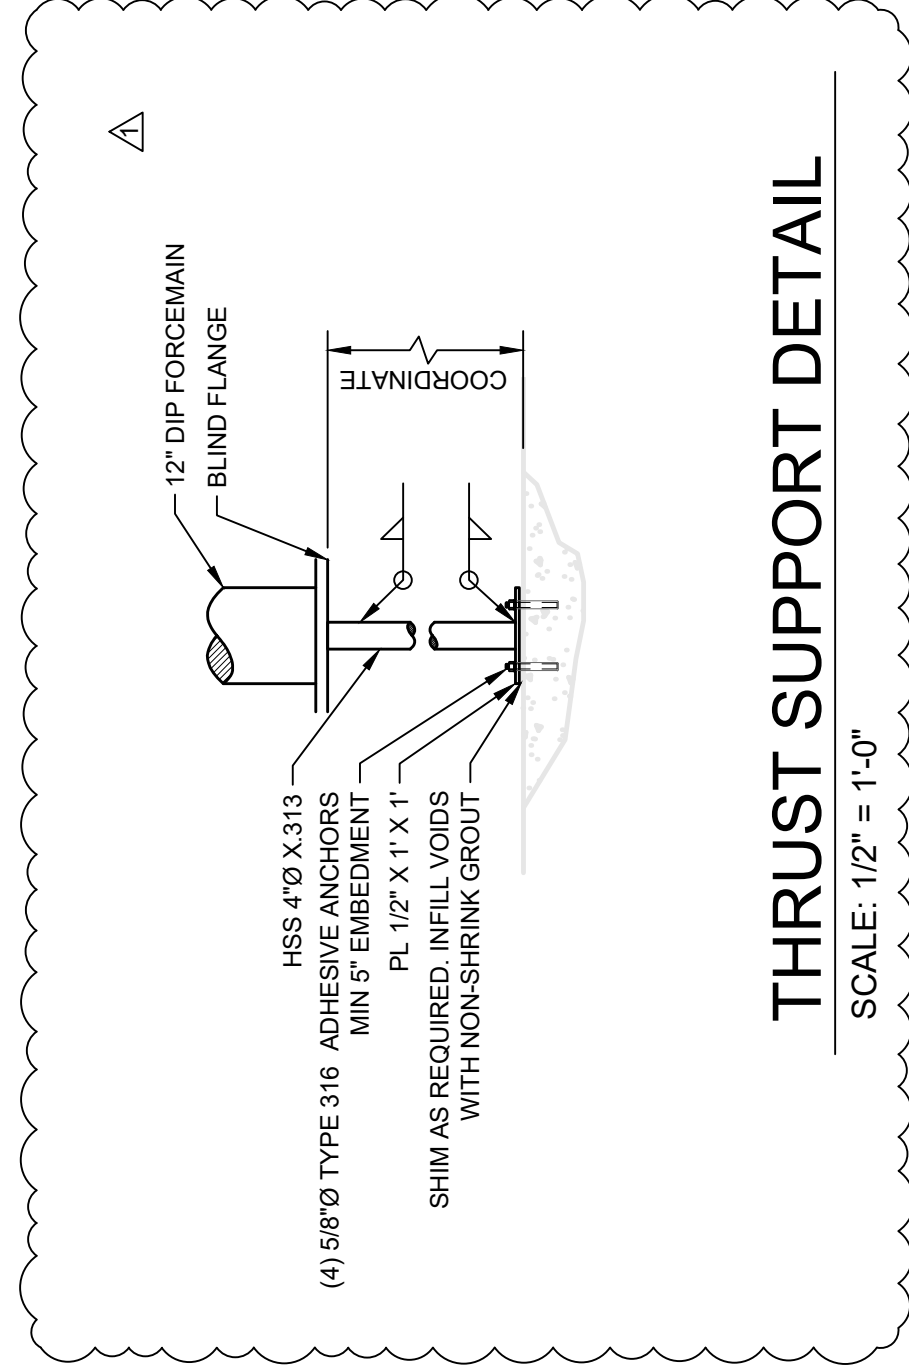 1
12" DIP FORCEMAIN
BLIND FLANGE
COORDINATE
HSS 4"Ø X.313
(4) 5/8"Ø TYPE 316 ADHESIVE ANCHORS
MIN 5" EMBEDMENT
PL 1/2" X 1' X 1'
SHIM AS REQUIRED. INFILL VOIDS
WITH NON-SHRINK GROUT
THRUST SUPPORT DETAIL
SCALE: 1/2" = 1'-0"